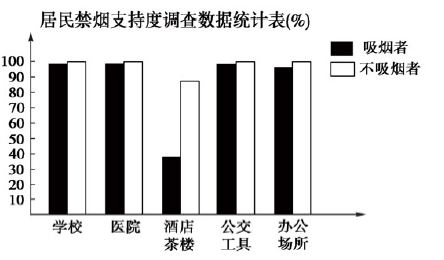 居民禁烟支持度调查数据统计表(%)
吸烟者
不吸烟者
100
90
80
70
60
50
40
30
20
10
学校
医院
酒店
茶楼
公交
工具
办公
场所